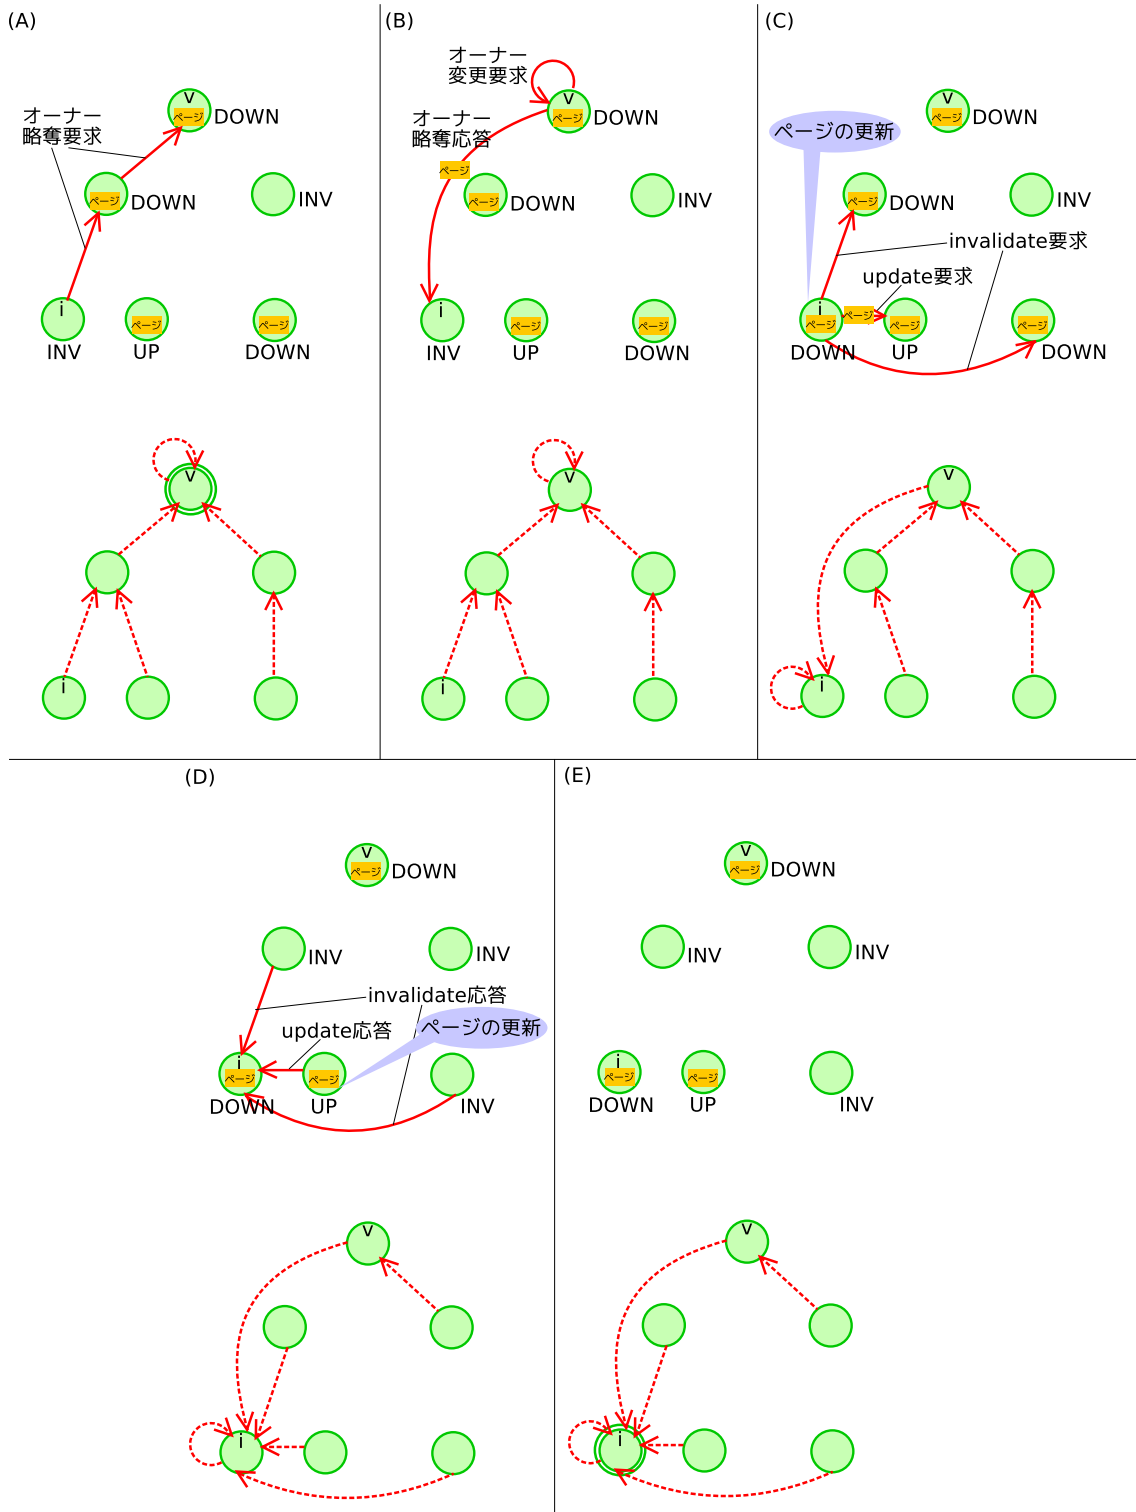 (A)
オーナー
略奪要求
v
ページ
DOWN
ページ
DOWN
INV
i
INV
ページ
UP
ページ
DOWN
v
i
(B)
オーナー
変更要求
v
ページ
DOWN
オーナー
略奪応答
ページ
ページ
DOWN
INV
i
INV
ページ
UP
ページ
DOWN
v
i
(C)
v
ページ
DOWN
ページの更新
ページ
DOWN
INV
invalidate要求
update要求
i
ページ
DOWN
ページ
ページ
UP
ページ
DOWN
v
i
(D)
v
ページ
DOWN
INV
INV
invalidate応答
update応答
ページの更新
i
ページ
DOWN
ページ
UP
INV
v
i
(E)
v
ページ
DOWN
INV
INV
i
ページ
DOWN
ページ
UP
INV
v
i